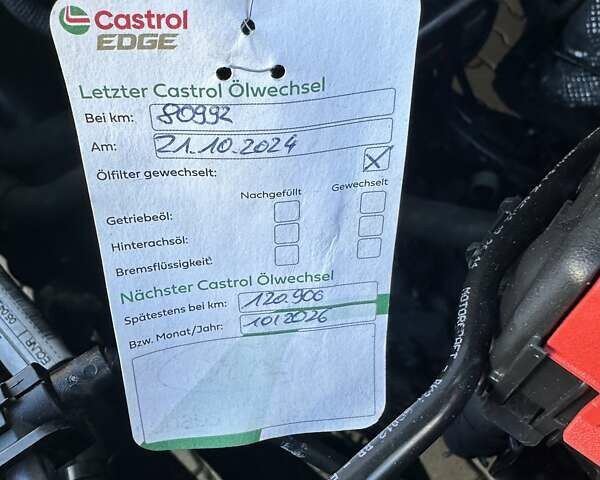 Castrol
EDGE
Letzter Castrol Ölwechsel
Bei km: 80992
Am: 21.10.2024
Ölfilter gewechselt: X
Nachgefüllt Gewechselt
Getriebeöl:
Hinterachsöl:
Bremsflüssigkeit:
Nächster Castrol Ölwechsel
Spätestens bei km: 120.900
Bzw. Monat/Jahr: 10/2026
MOTORCRAFT